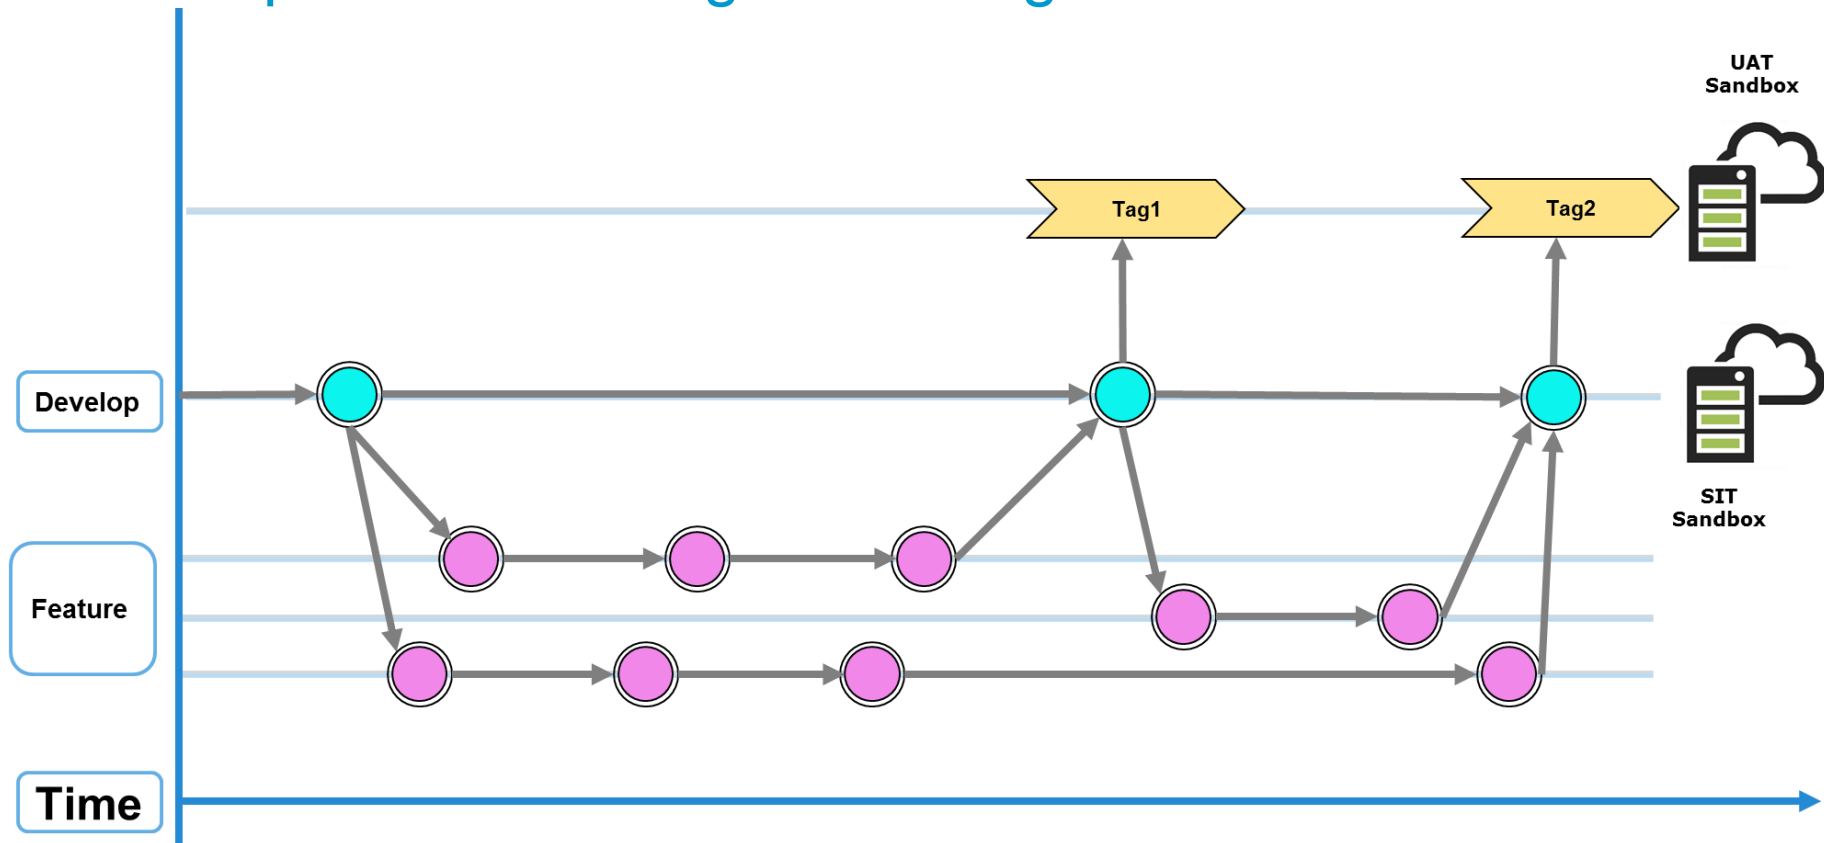 UAT
Sandbox
Tag1
Tag2
Develop
SIT
Sandbox
Feature
Time